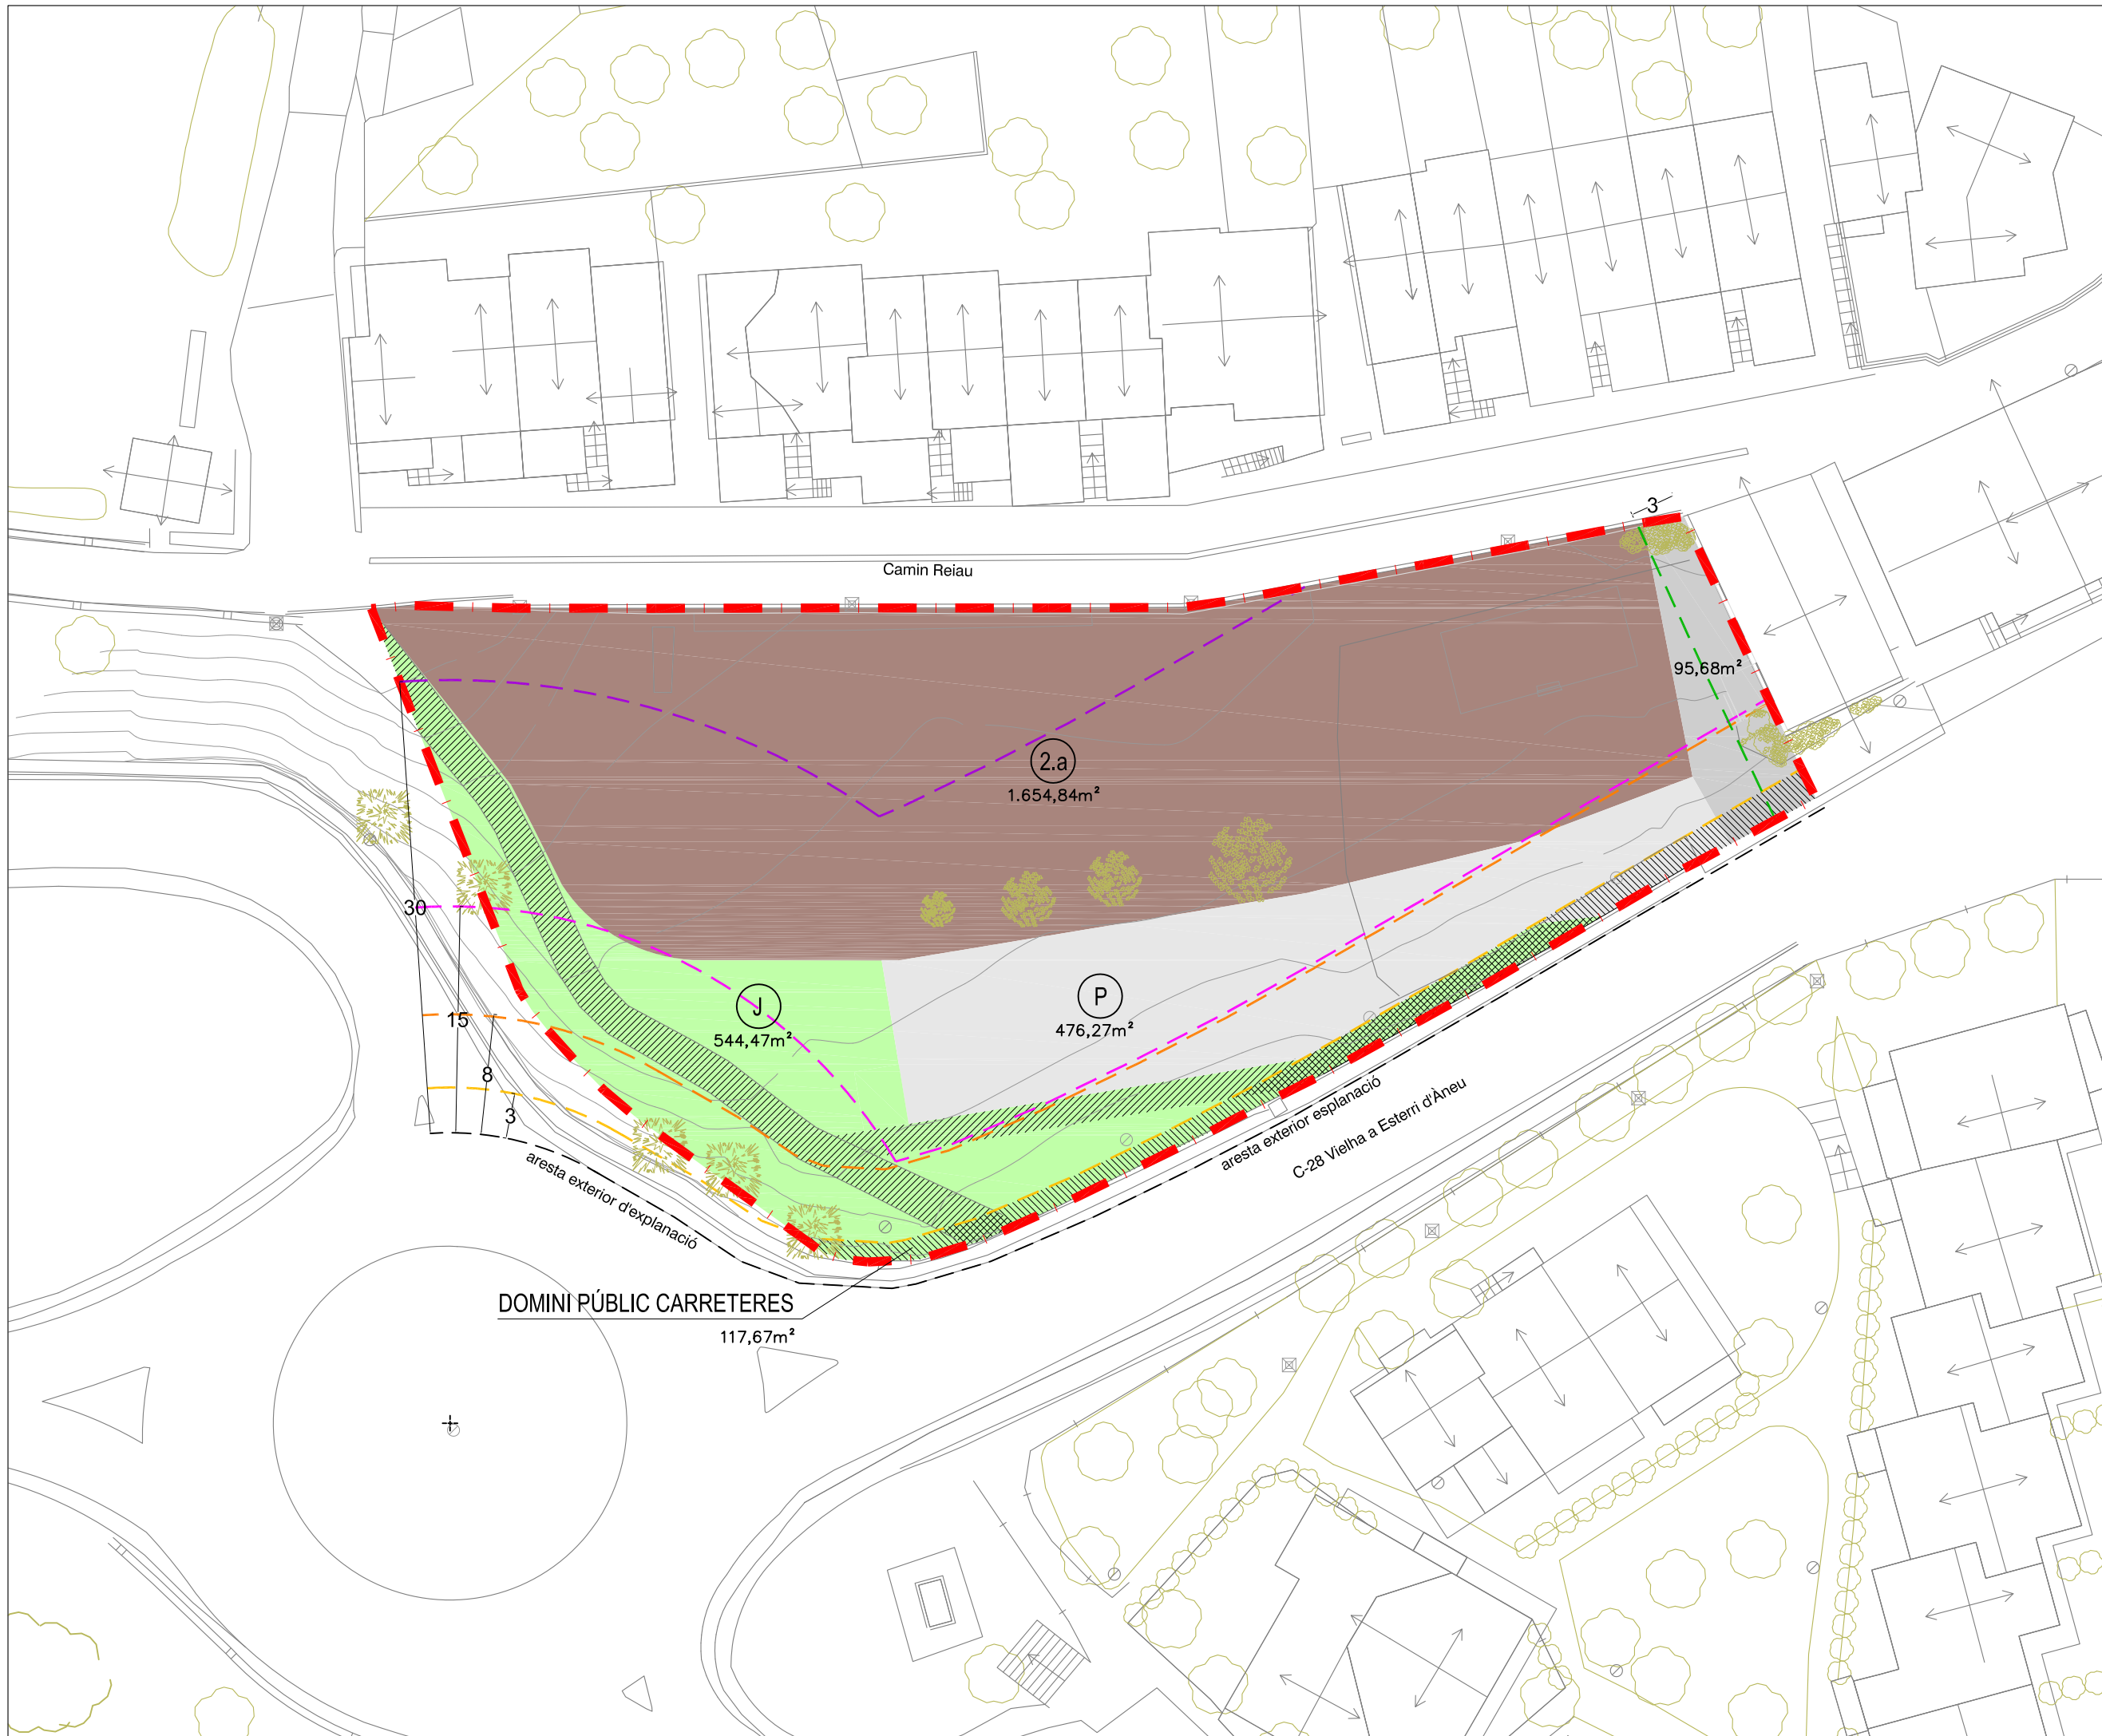 3
Camin Reiau
95,68m²
2.a
1.654,84m²
30
J
544,47m²
P
476,27m²
15
8
3
aresta exterior esplanació
C-28 Vielha a Esterri d'Àneu
aresta exterior d'explanació
DOMINI PÚBLIC CARRETERES
117,67m²